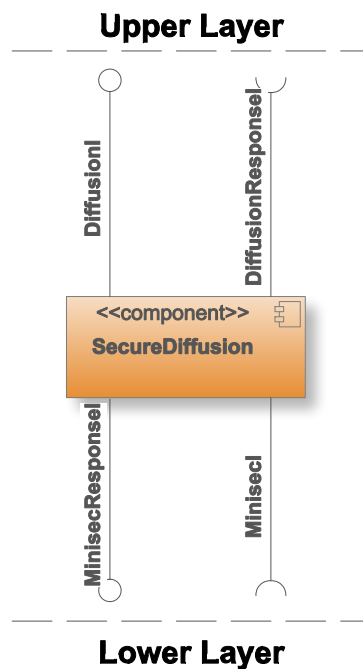 Upper Layer
DiffusionI
DiffusionResponseI
<<component>>
SecureDiffusion
MinisecResponseI
MinisecI
Lower Layer